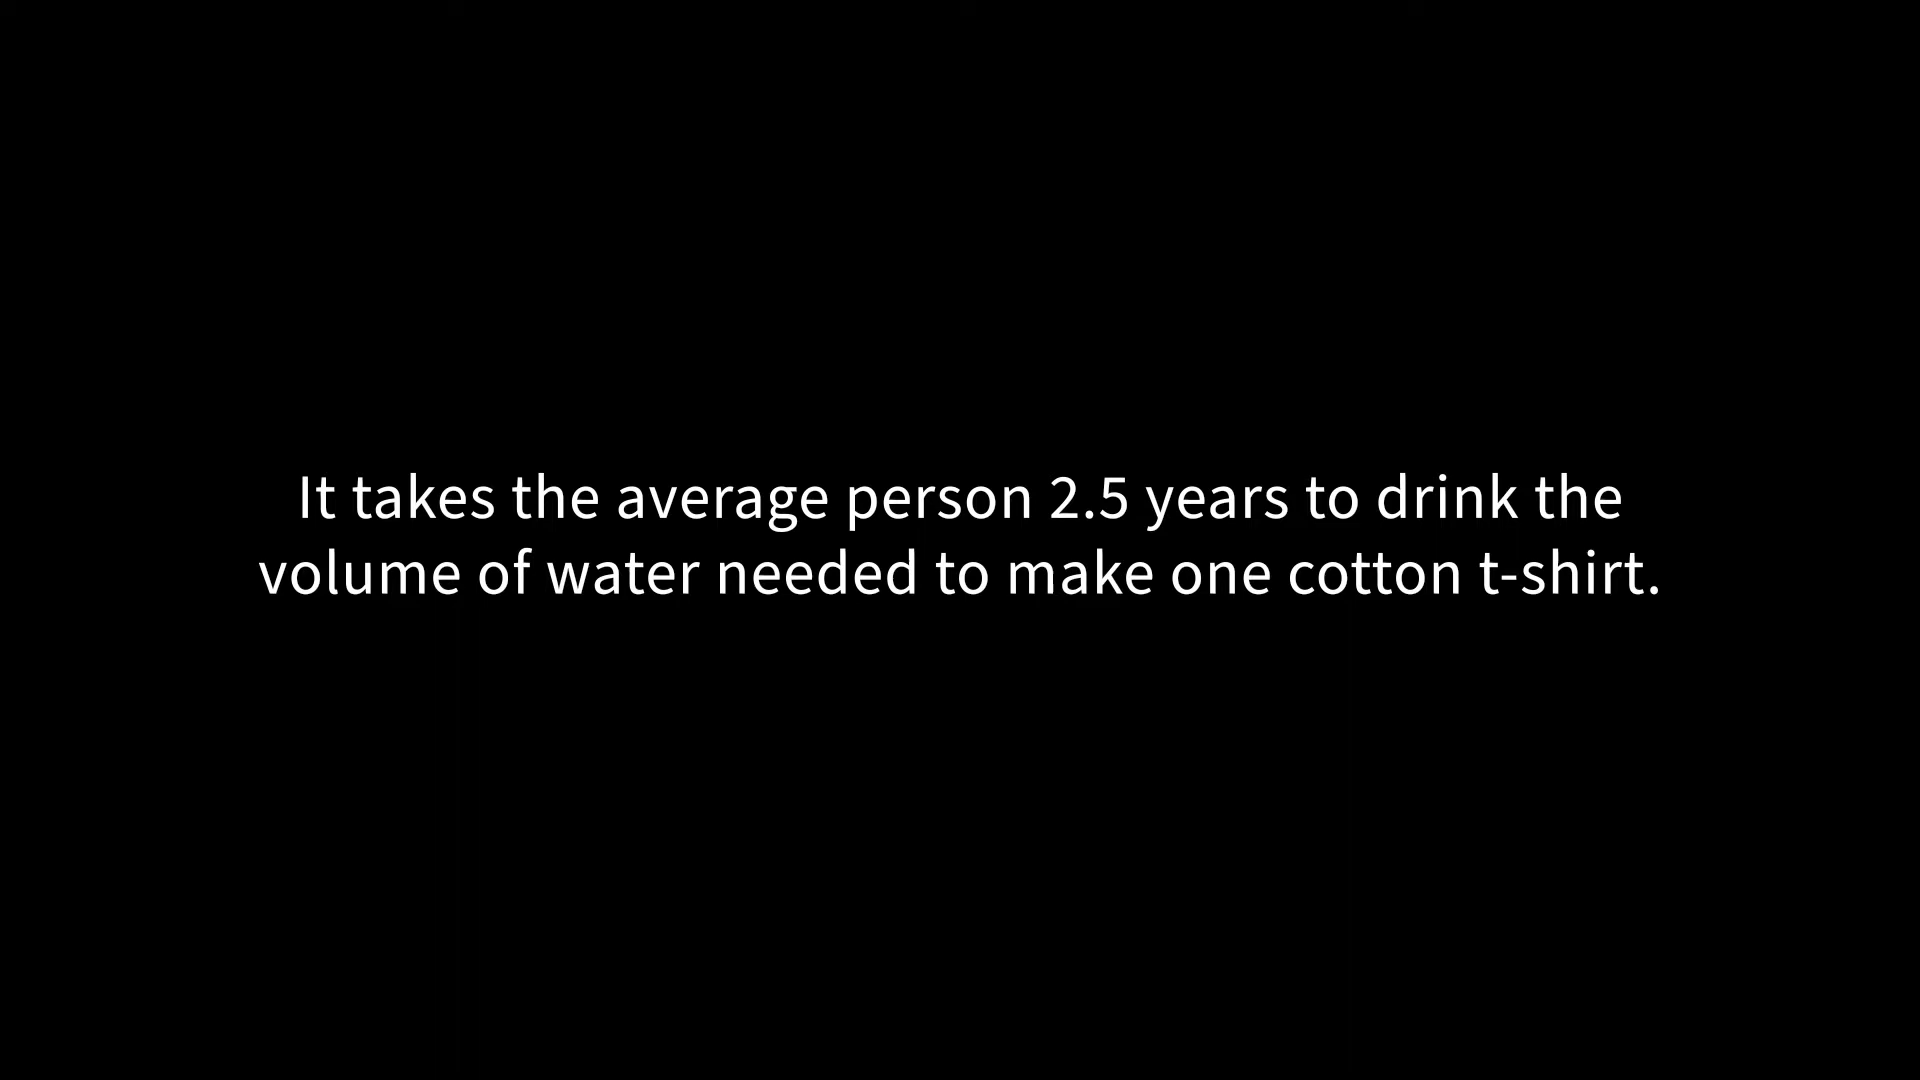 It takes the average person 2.5 years to drink the
volume of water needed to make one cotton t-shirt.